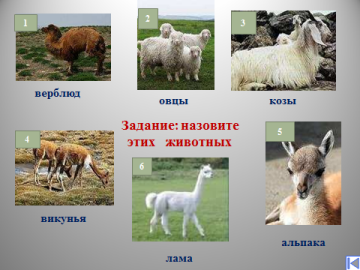 1
2
3
верблюд
овцы
козы
Задание: назовите
этих животных
4
6
5
викунья
лама
альпака